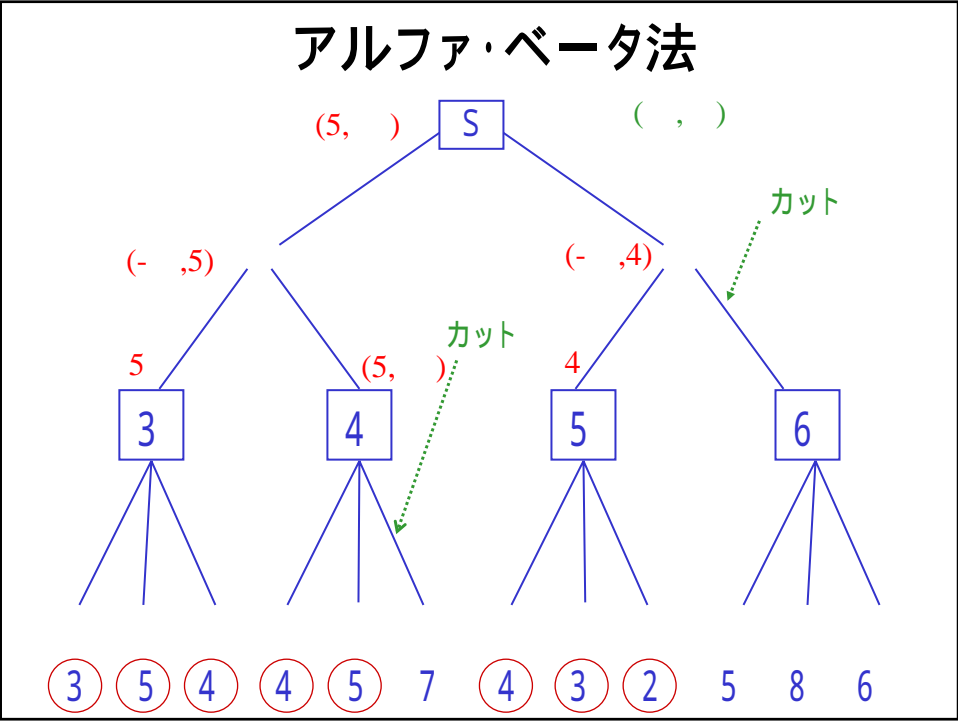 アルファ・ベータ法
(5,    ) S (   ,   )
カット
(-   ,5) (-   ,4)
カット
5 (5,    ) 4
3 4 5 6
3 5 4 4 5 7 4 3 2 5 8 6